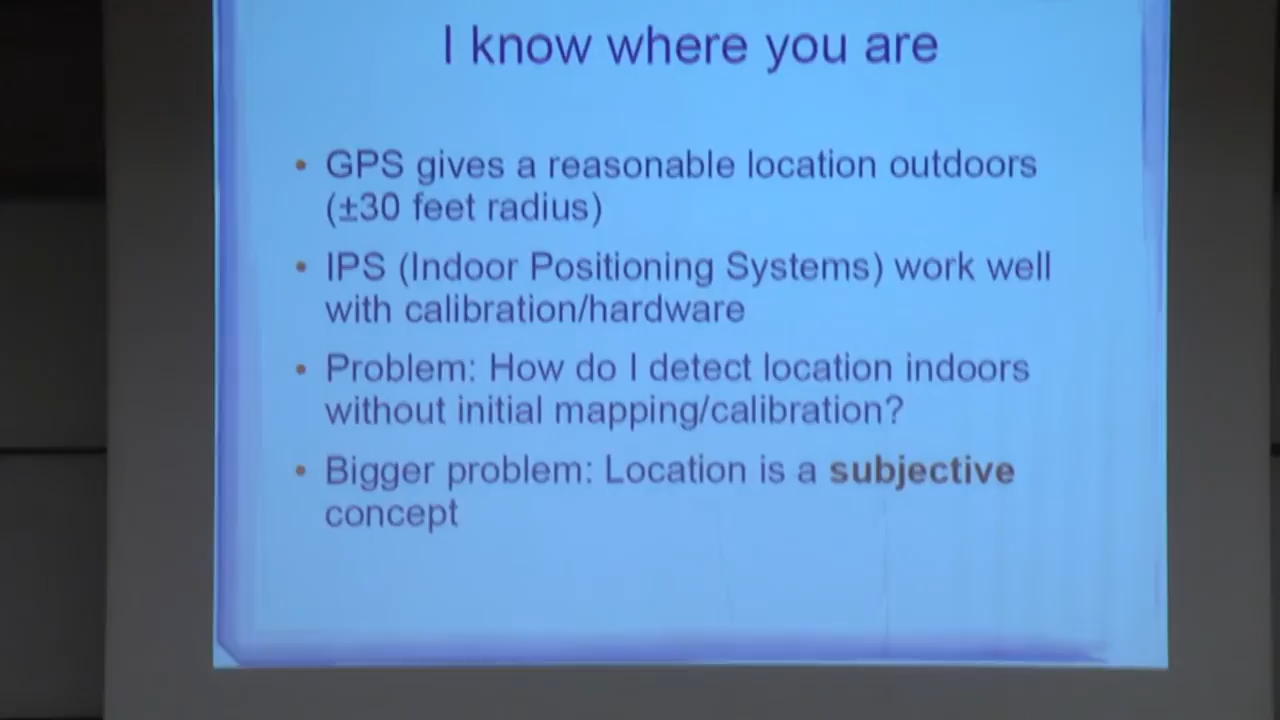 I know where you are
• GPS gives a reasonable location outdoors
(±30 feet radius)
• IPS (Indoor Positioning Systems) work well
with calibration/hardware
• Problem: How do I detect location indoors
without initial mapping/calibration?
• Bigger problem: Location is a subjective
concept